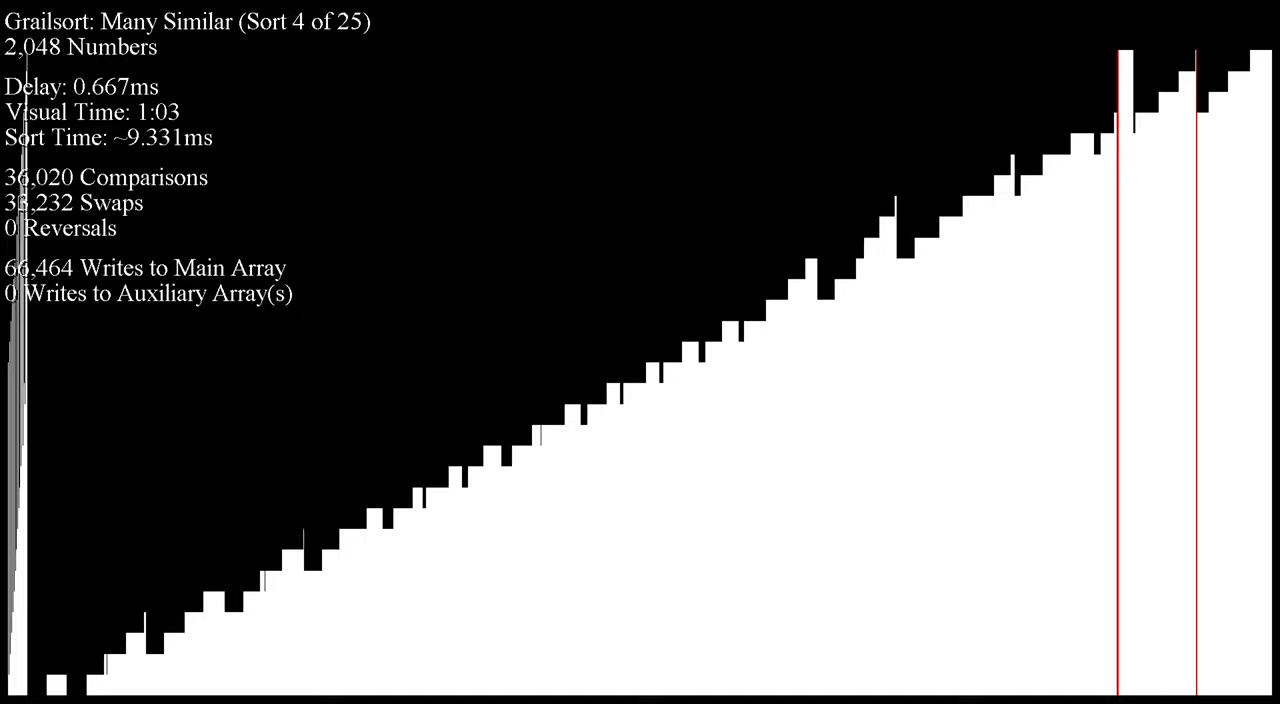 Grailsort: Many Similar (Sort 4 of 25)
2,048 Numbers
Delay: 0.667ms
Visual Time: 1:03
Sort Time: ~9.331ms
36,020 Comparisons
33,232 Swaps
0 Reversals
66,464 Writes to Main Array
0 Writes to Auxiliary Array(s)